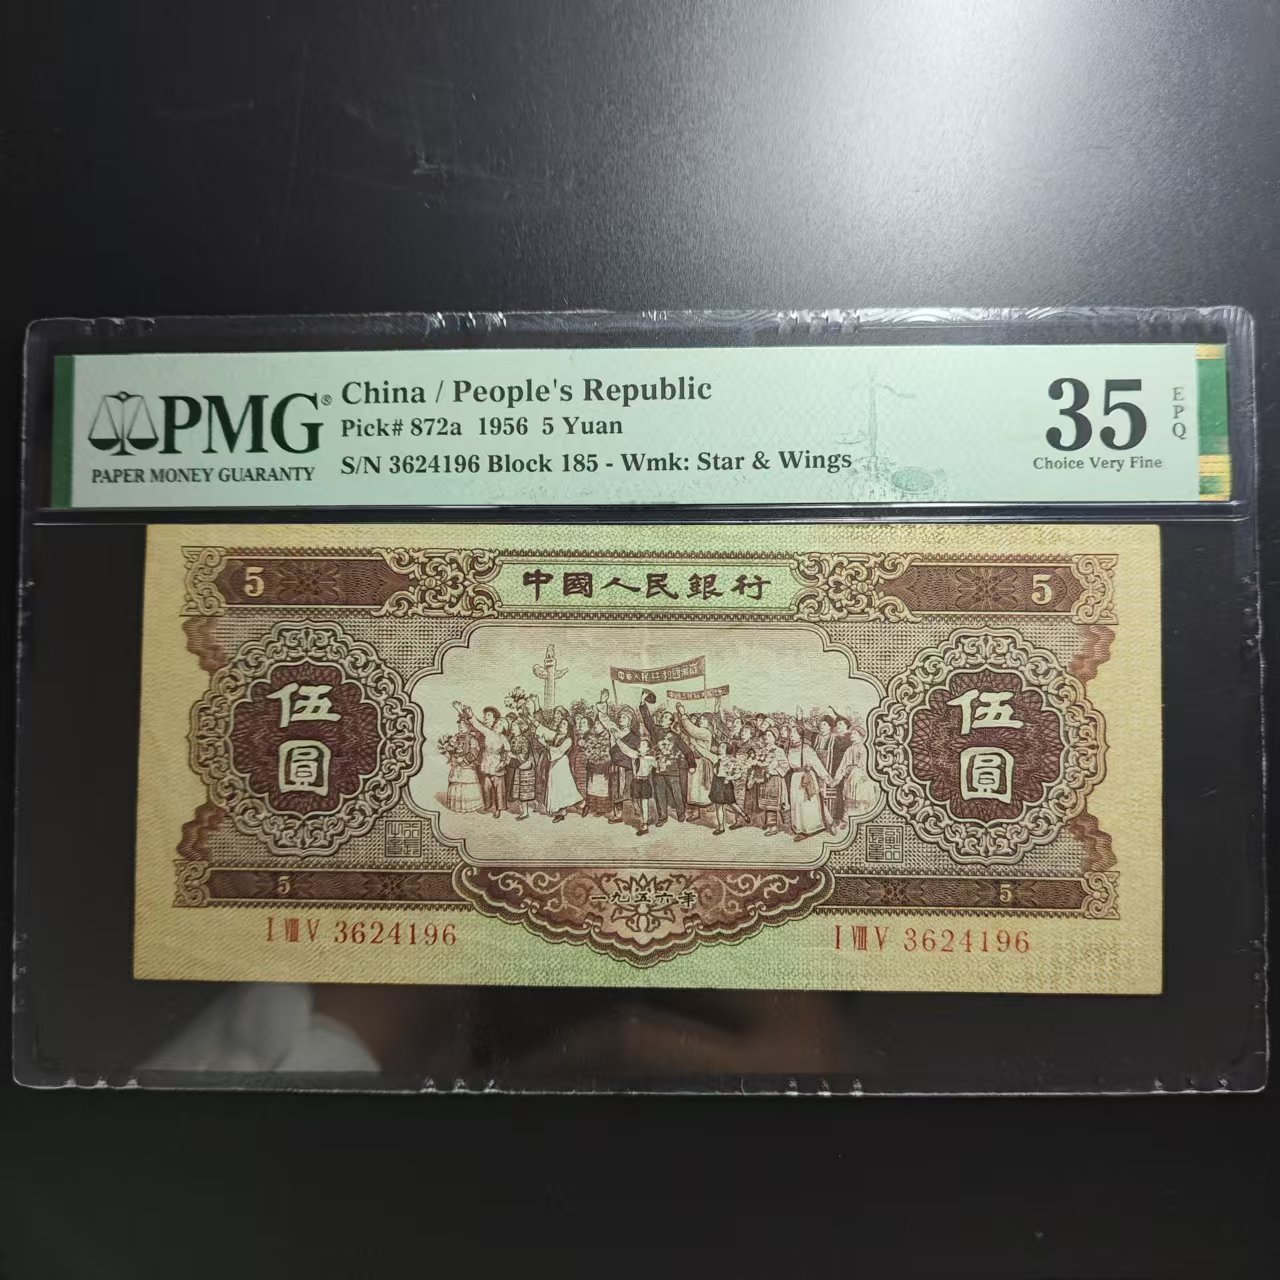 PMG®
PAPER MONEY GUARANTY
China / People's Republic
Pick# 872a 1956 5 Yuan
S/N 3624196 Block 185 - Wmk: Star & Wings
35
EPQ
Choice Very Fine
5 中國人民銀行 5
伍圓
伍圓
5 一九五六年 5
I VIII V 3624196
I VIII V 3624196